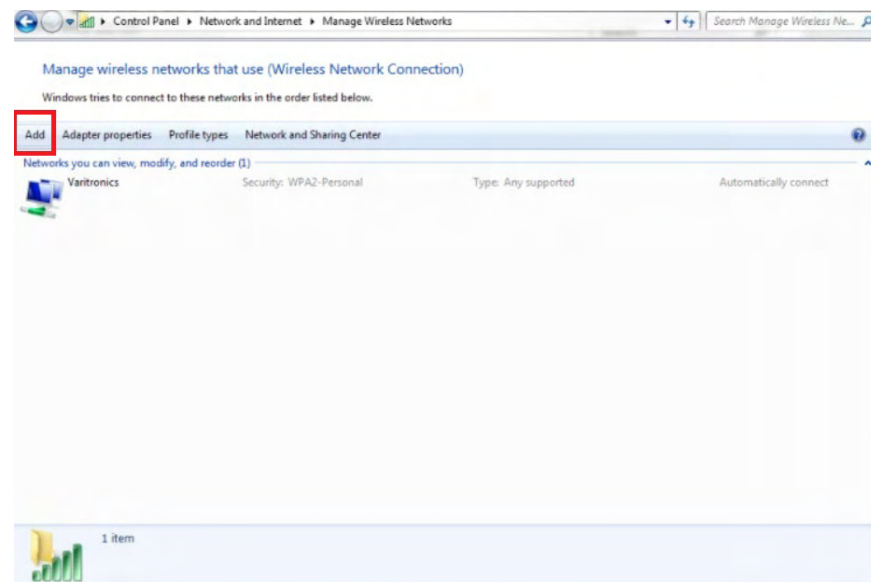 Control Panel ▸ Network and Internet ▸ Manage Wireless Networks
Search Manage Wireless Ne...
Manage wireless networks that use (Wireless Network Connection)
Windows tries to connect to these networks in the order listed below.
Add Adapter properties Profile types Network and Sharing Center
Networks you can view, modify, and reorder (1)
Varitronics Security: WPA2-Personal Type: Any supported Automatically connect
1 item